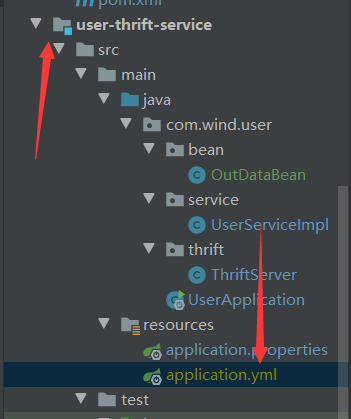 pom.xml
user-thrift-service
src
main
java
com.wind.user
bean
OutDataBean
service
UserServiceImpl
thrift
ThriftServer
UserApplication
resources
application.properties
application.yml
test